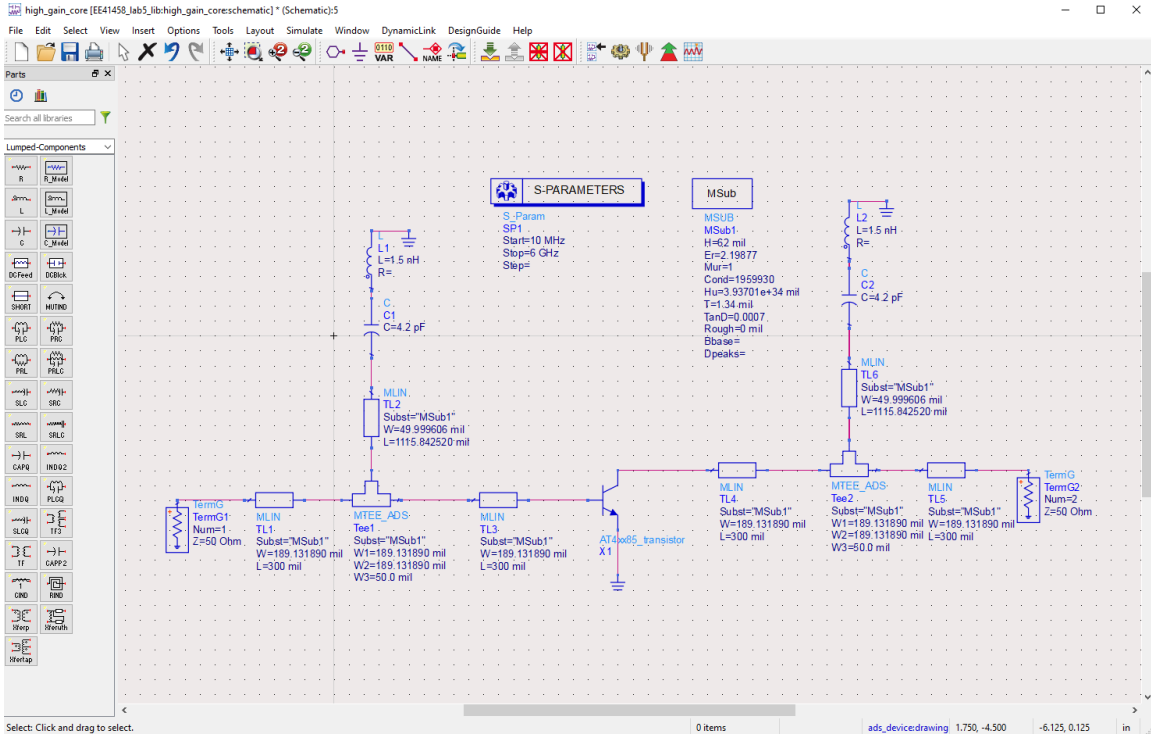 high_gain_core [EE41458_lab5_lib:high_gain_core:schematic] * (Schematic):5
File Edit Select View Insert Options Tools Layout Simulate Window DynamicLink DesignGuide Help
0110
VAR
NAME
Parts
Search all libraries
Lumped-Components
R R_Model
L L_Model
C C_Model
DCFeed DCBlck
SHORT MUTIND
PLC PRC
PRL PRLC
SLC SRC
SRL SRLC
CAPQ INDQ2
INDQ PLCQ
SLCQ TF3
TF CAPP2
CIND RIND
Xferp Xferruth
Xfertap
S-PARAMETERS
S_Param
SP1
Start=10 MHz
Stop=6 GHz
Step=
MSub
MSUB
MSub1
H=62 mil
Er=2.19877
Mur=1
Cond=1959930
Hu=3.93701e+34 mil
T=1.34 mil
TanD=0.0007
Rough=0 mil
Bbase=
Dpeaks=
L
L1
L=1.5 nH
R=
C
C1
C=4.2 pF
MLIN
TL2
Subst="MSub1"
W=49.999606 mil
L=1115.842520 mil
L
L2
L=1.5 nH
R=
C
C2
C=4.2 pF
MLIN
TL6
Subst="MSub1"
W=49.999606 mil
L=1115.842520 mil
TermG
TermG1
Num=1
Z=50 Ohm
MLIN
TL1
Subst="MSub1"
W=189.131890 mil
L=300 mil
MTEE_ADS
Tee1
Subst="MSub1"
W1=189.131890 mil
W2=189.131890 mil
W3=50.0 mil
MLIN
TL3
Subst="MSub1"
W=189.131890 mil
L=300 mil
AT4xx85_transistor
X1
MLIN
TL4
Subst="MSub1"
W=189.131890 mil
L=300 mil
MTEE_ADS
Tee2
Subst="MSub1"
W1=189.131890 mil
W2=189.131890 mil
W3=50.0 mil
MLIN
TL5
Subst="MSub1"
W=189.131890 mil
L=300 mil
TermG
TermG2
Num=2
Z=50 Ohm
Select: Click and drag to select.
0 items
ads_device:drawing 1.750, -4.500 -6.125, 0.125 in